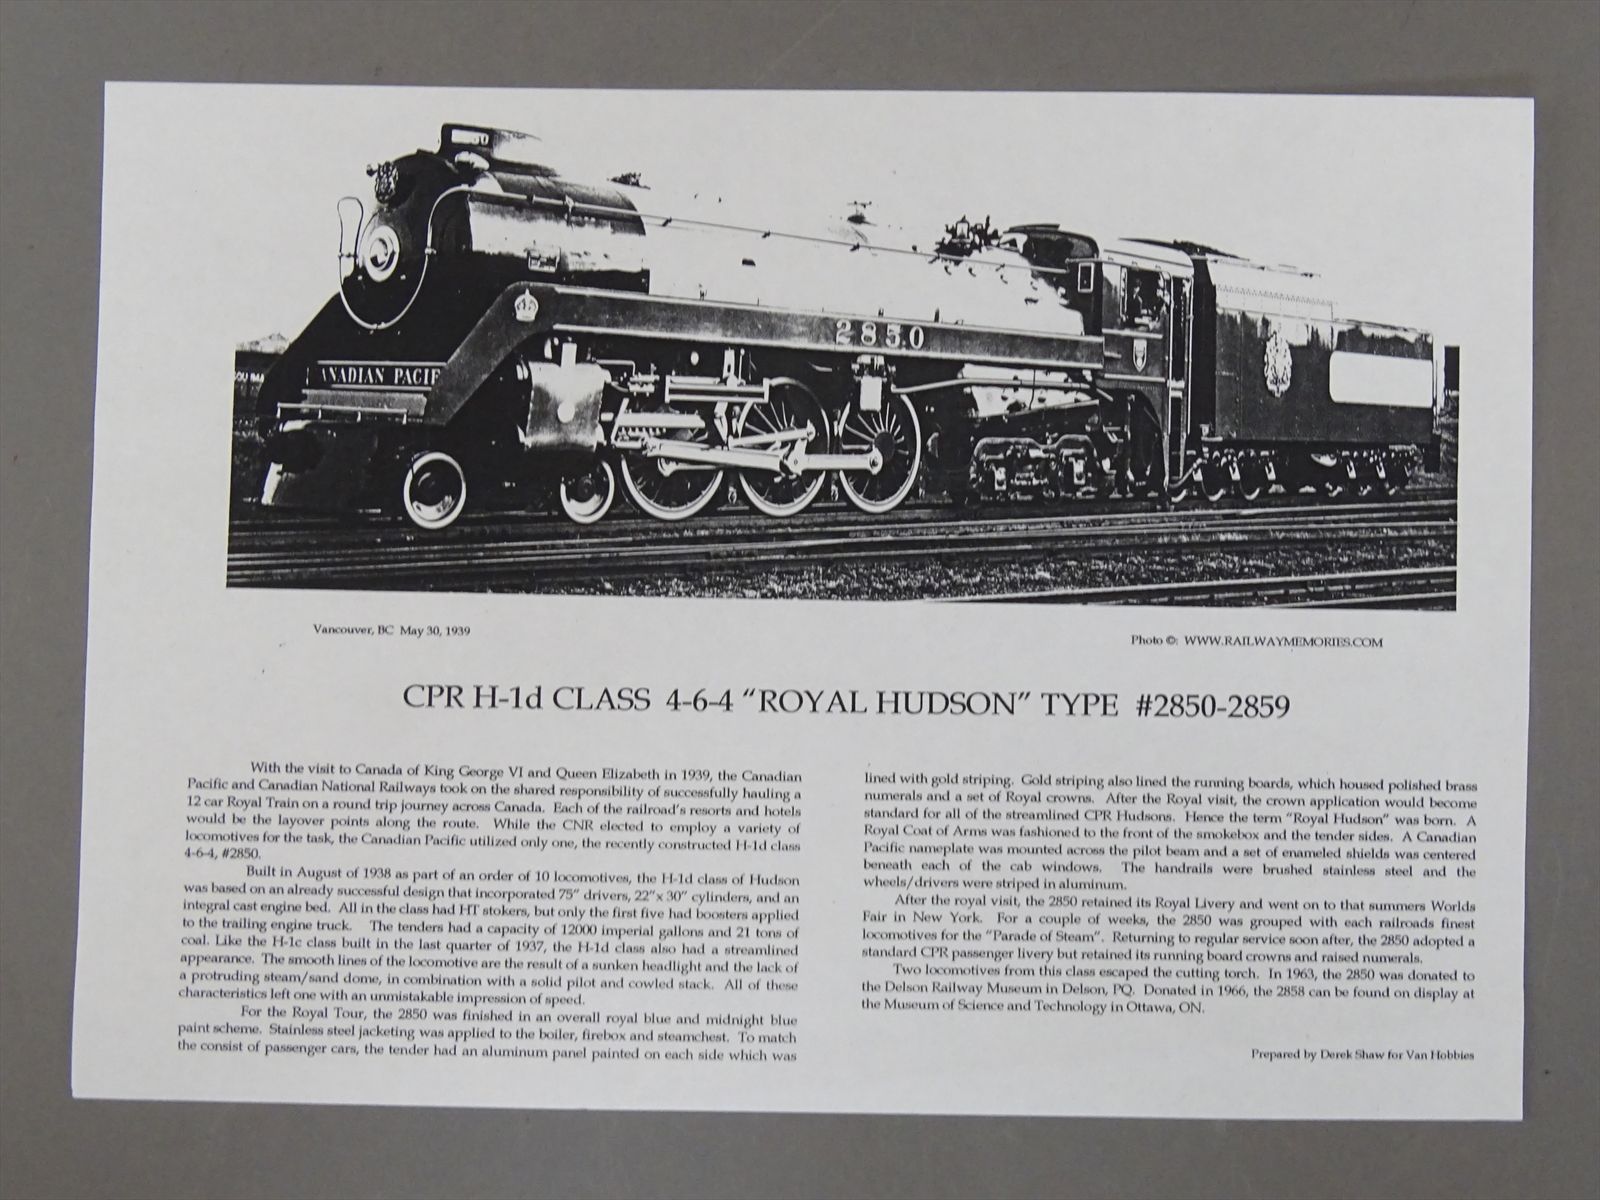 2850
ANADIAN PACIF
Vancouver, BC May 30, 1939
Photo ©: WWW.RAILWAYMEMORIES.COM
CPR H-1d CLASS 4-6-4 "ROYAL HUDSON" TYPE #2850-2859
With the visit to Canada of King George VI and Queen Elizabeth in 1939, the Canadian
Pacific and Canadian National Railways took on the shared responsibility of successfully hauling a
12 car Royal Train on a round trip journey across Canada. Each of the railroad's resorts and hotels
would be the layover points along the route. While the CNR elected to employ a variety of
locomotives for the task, the Canadian Pacific utilized only one, the recently constructed H-1d class
4-6-4, #2850.
Built in August of 1938 as part of an order of 10 locomotives, the H-1d class of Hudson
was based on an already successful design that incorporated 75" drivers, 22"x 30" cylinders, and an
integral cast engine bed. All in the class had HT stokers, but only the first five had boosters applied
to the trailing engine truck. The tenders had a capacity of 12000 imperial gallons and 21 tons of
coal. Like the H-1c class built in the last quarter of 1937, the H-1d class also had a streamlined
appearance. The smooth lines of the locomotive are the result of a sunken headlight and the lack of
a protruding steam/sand dome, in combination with a solid pilot and cowled stack. All of these
characteristics left one with an unmistakable impression of speed.
For the Royal Tour, the 2850 was finished in an overall royal blue and midnight blue
paint scheme. Stainless steel jacketing was applied to the boiler, firebox and steamchest. To match
the consist of passenger cars, the tender had an aluminum panel painted on each side which was
lined with gold striping. Gold striping also lined the running boards, which housed polished brass
numerals and a set of Royal crowns. After the Royal visit, the crown application would become
standard for all of the streamlined CPR Hudsons. Hence the term "Royal Hudson" was born. A
Royal Coat of Arms was fashioned to the front of the smokebox and the tender sides. A Canadian
Pacific nameplate was mounted across the pilot beam and a set of enameled shields was centered
beneath each of the cab windows. The handrails were brushed stainless steel and the
wheels/drivers were striped in aluminum.
After the royal visit, the 2850 retained its Royal Livery and went on to that summers Worlds
Fair in New York. For a couple of weeks, the 2850 was grouped with each railroads finest
locomotives for the "Parade of Steam". Returning to regular service soon after, the 2850 adopted a
standard CPR passenger livery but retained its running board crowns and raised numerals.
Two locomotives from this class escaped the cutting torch. In 1963, the 2850 was donated to
the Delson Railway Museum in Delson, PQ. Donated in 1966, the 2858 can be found on display at
the Museum of Science and Technology in Ottawa, ON.
Prepared by Derek Shaw for Van Hobbies